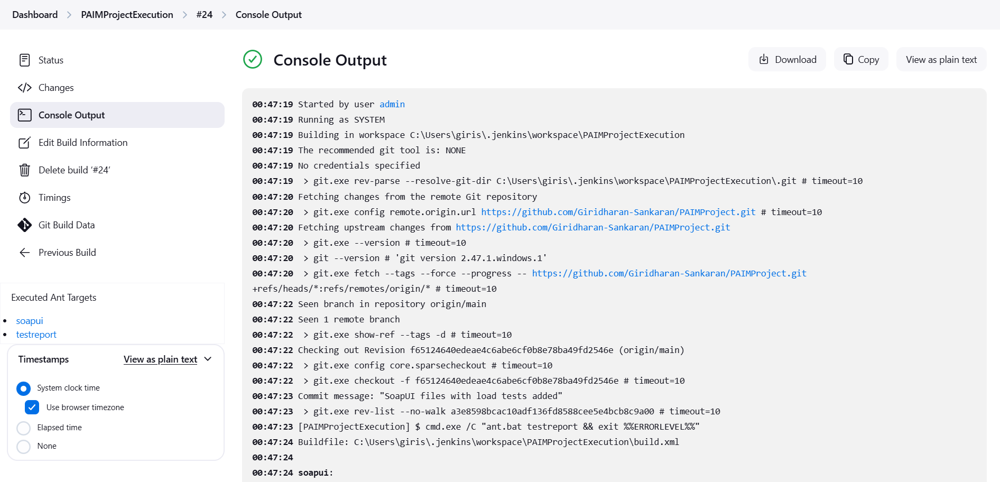 Dashboard > PAIMProjectExecution > #24 > Console Output
Status
Changes
Console Output
Edit Build Information
Delete build ‘#24’
Timings
Git Build Data
Previous Build
Executed Ant Targets
soapui
testreport
Timestamps View as plain text
System clock time
Use browser timezone
Elapsed time
None
Console Output
Download Copy View as plain text
00:47:19 Started by user admin
00:47:19 Running as SYSTEM
00:47:19 Building in workspace C:\Users\giris\.jenkins\workspace\PAIMProjectExecution
00:47:19 The recommended git tool is: NONE
00:47:19 No credentials specified
00:47:19  > git.exe rev-parse --resolve-git-dir C:\Users\giris\.jenkins\workspace\PAIMProjectExecution\.git # timeout=10
00:47:20 Fetching changes from the remote Git repository
00:47:20  > git.exe config remote.origin.url https://github.com/Giridharan-Sankaran/PAIMProject.git # timeout=10
00:47:20 Fetching upstream changes from https://github.com/Giridharan-Sankaran/PAIMProject.git
00:47:20  > git.exe --version # timeout=10
00:47:20  > git --version # 'git version 2.47.1.windows.1'
00:47:20  > git.exe fetch --tags --force --progress -- https://github.com/Giridharan-Sankaran/PAIMProject.git
+refs/heads/*:refs/remotes/origin/* # timeout=10
00:47:22 Seen branch in repository origin/main
00:47:22 Seen 1 remote branch
00:47:22  > git.exe show-ref --tags -d # timeout=10
00:47:22 Checking out Revision f65124640edeae4c6abe6cf0b8e78ba49fd2546e (origin/main)
00:47:22  > git.exe config core.sparsecheckout # timeout=10
00:47:22  > git.exe checkout -f f65124640edeae4c6abe6cf0b8e78ba49fd2546e # timeout=10
00:47:23 Commit message: "SoapUI files with load tests added"
00:47:23  > git.exe rev-list --no-walk a3e8598bcac10adf136fd8588cee5e4bcb8c9a00 # timeout=10
00:47:23 [PAIMProjectExecution] $ cmd.exe /C "ant.bat testreport && exit %%ERRORLEVEL%%"
00:47:24 Buildfile: C:\Users\giris\.jenkins\workspace\PAIMProjectExecution\build.xml
00:47:24
00:47:24 soapui: